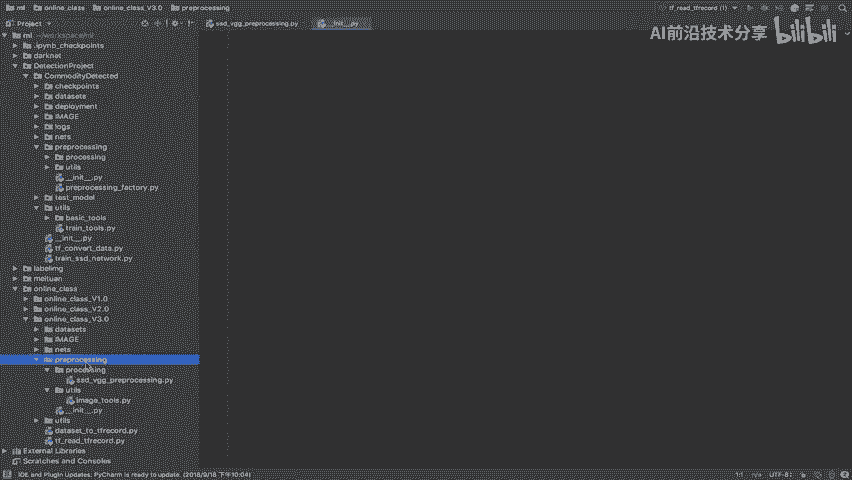 ml online_class online_class_V3.0 preprocessing
tf_read_tfrecord (1)
Project
ssd_vgg_preprocessing.py
__init__.py
AI前沿技术分享 bilibili
ml ~/workspace/ml
.ipynb_checkpoints
darknet
DetectionProject
CommodityDetected
checkpoints
datasets
deployment
IMAGE
logs
nets
preprocessing
processing
utils
__init__.py
preprocessing_factory.py
test_model
utils
basic_tools
train_tools.py
__init__.py
tf_convert_data.py
train_ssd_network.py
labelImg
meituan
online_class
online_class_V1.0
online_class_V2.0
online_class_V3.0
datasets
IMAGE
nets
preprocessing
processing
ssd_vgg_preprocessing.py
utils
image_tools.py
__init__.py
utils
dataset_to_tfrecord.py
tf_read_tfrecord.py
External Libraries
Scratches and Consoles
IDE and Plugin Updates: PyCharm is ready to update. (2018/9/18 下午10:04)
1:1 n/a UTF-8